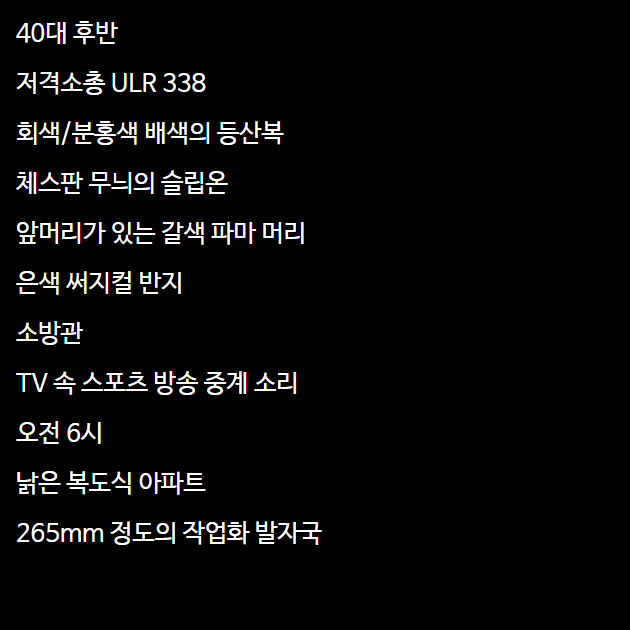 40대 후반
저격소총 ULR 338
회색/분홍색 배색의 등산복
체스판 무늬의 슬립온
앞머리가 있는 갈색 파마 머리
은색 써지컬 반지
소방관
TV 속 스포츠 방송 중계 소리
오전 6시
낡은 복도식 아파트
265mm 정도의 작업화 발자국